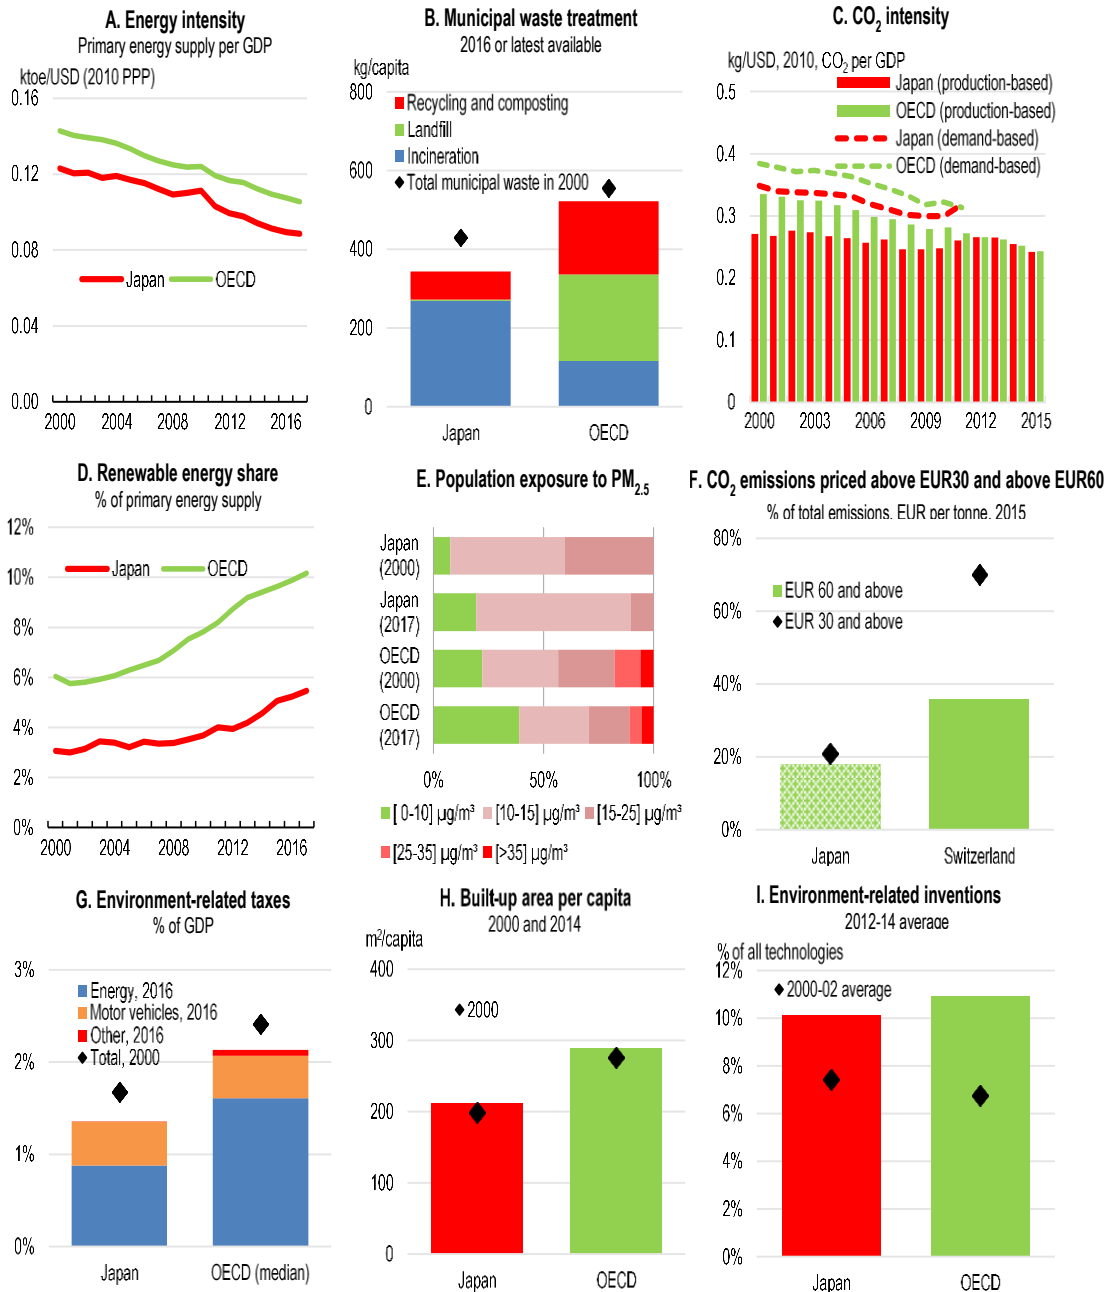 A. Energy intensity
Primary energy supply per GDP
ktoe/USD (2010 PPP)
0.16
0.12
0.08
0.04
0.00
Japan OECD
2000 2004 2008 2012 2016
B. Municipal waste treatment
2016 or latest available
kg/capita
800
600
400
200
0
Recycling and composting
Landfill
Incineration
Total municipal waste in 2000
Japan OECD
C. CO₂ intensity
kg/USD, 2010, CO₂ per GDP
0.5
0.4
0.3
0.2
0.1
0
Japan (production-based)
OECD (production-based)
Japan (demand-based)
OECD (demand-based)
2000 2003 2006 2009 2012 2015
D. Renewable energy share
% of primary energy supply
12%
10%
8%
6%
4%
2%
0%
Japan OECD
2000 2004 2008 2012 2016
E. Population exposure to PM₂.₅
Japan
(2000)
Japan
(2017)
OECD
(2000)
OECD
(2017)
0% 50% 100%
[ 0-10] µg/m³ [10-15] µg/m³ [15-25] µg/m³
[25-35] µg/m³ [>35] µg/m³
F. CO₂ emissions priced above EUR30 and above EUR60
% of total emissions, EUR per tonne, 2015
80%
60%
40%
20%
0%
EUR 60 and above
EUR 30 and above
Japan Switzerland
G. Environment-related taxes
% of GDP
3%
2%
1%
0%
Energy, 2016
Motor vehicles, 2016
Other, 2016
Total, 2000
Japan OECD (median)
H. Built-up area per capita
2000 and 2014
m²/capita
400
300
200
100
0
2000
Japan OECD
I. Environment-related inventions
2012-14 average
% of all technologies
12%
10%
8%
6%
4%
2%
0%
2000-02 average
Japan OECD